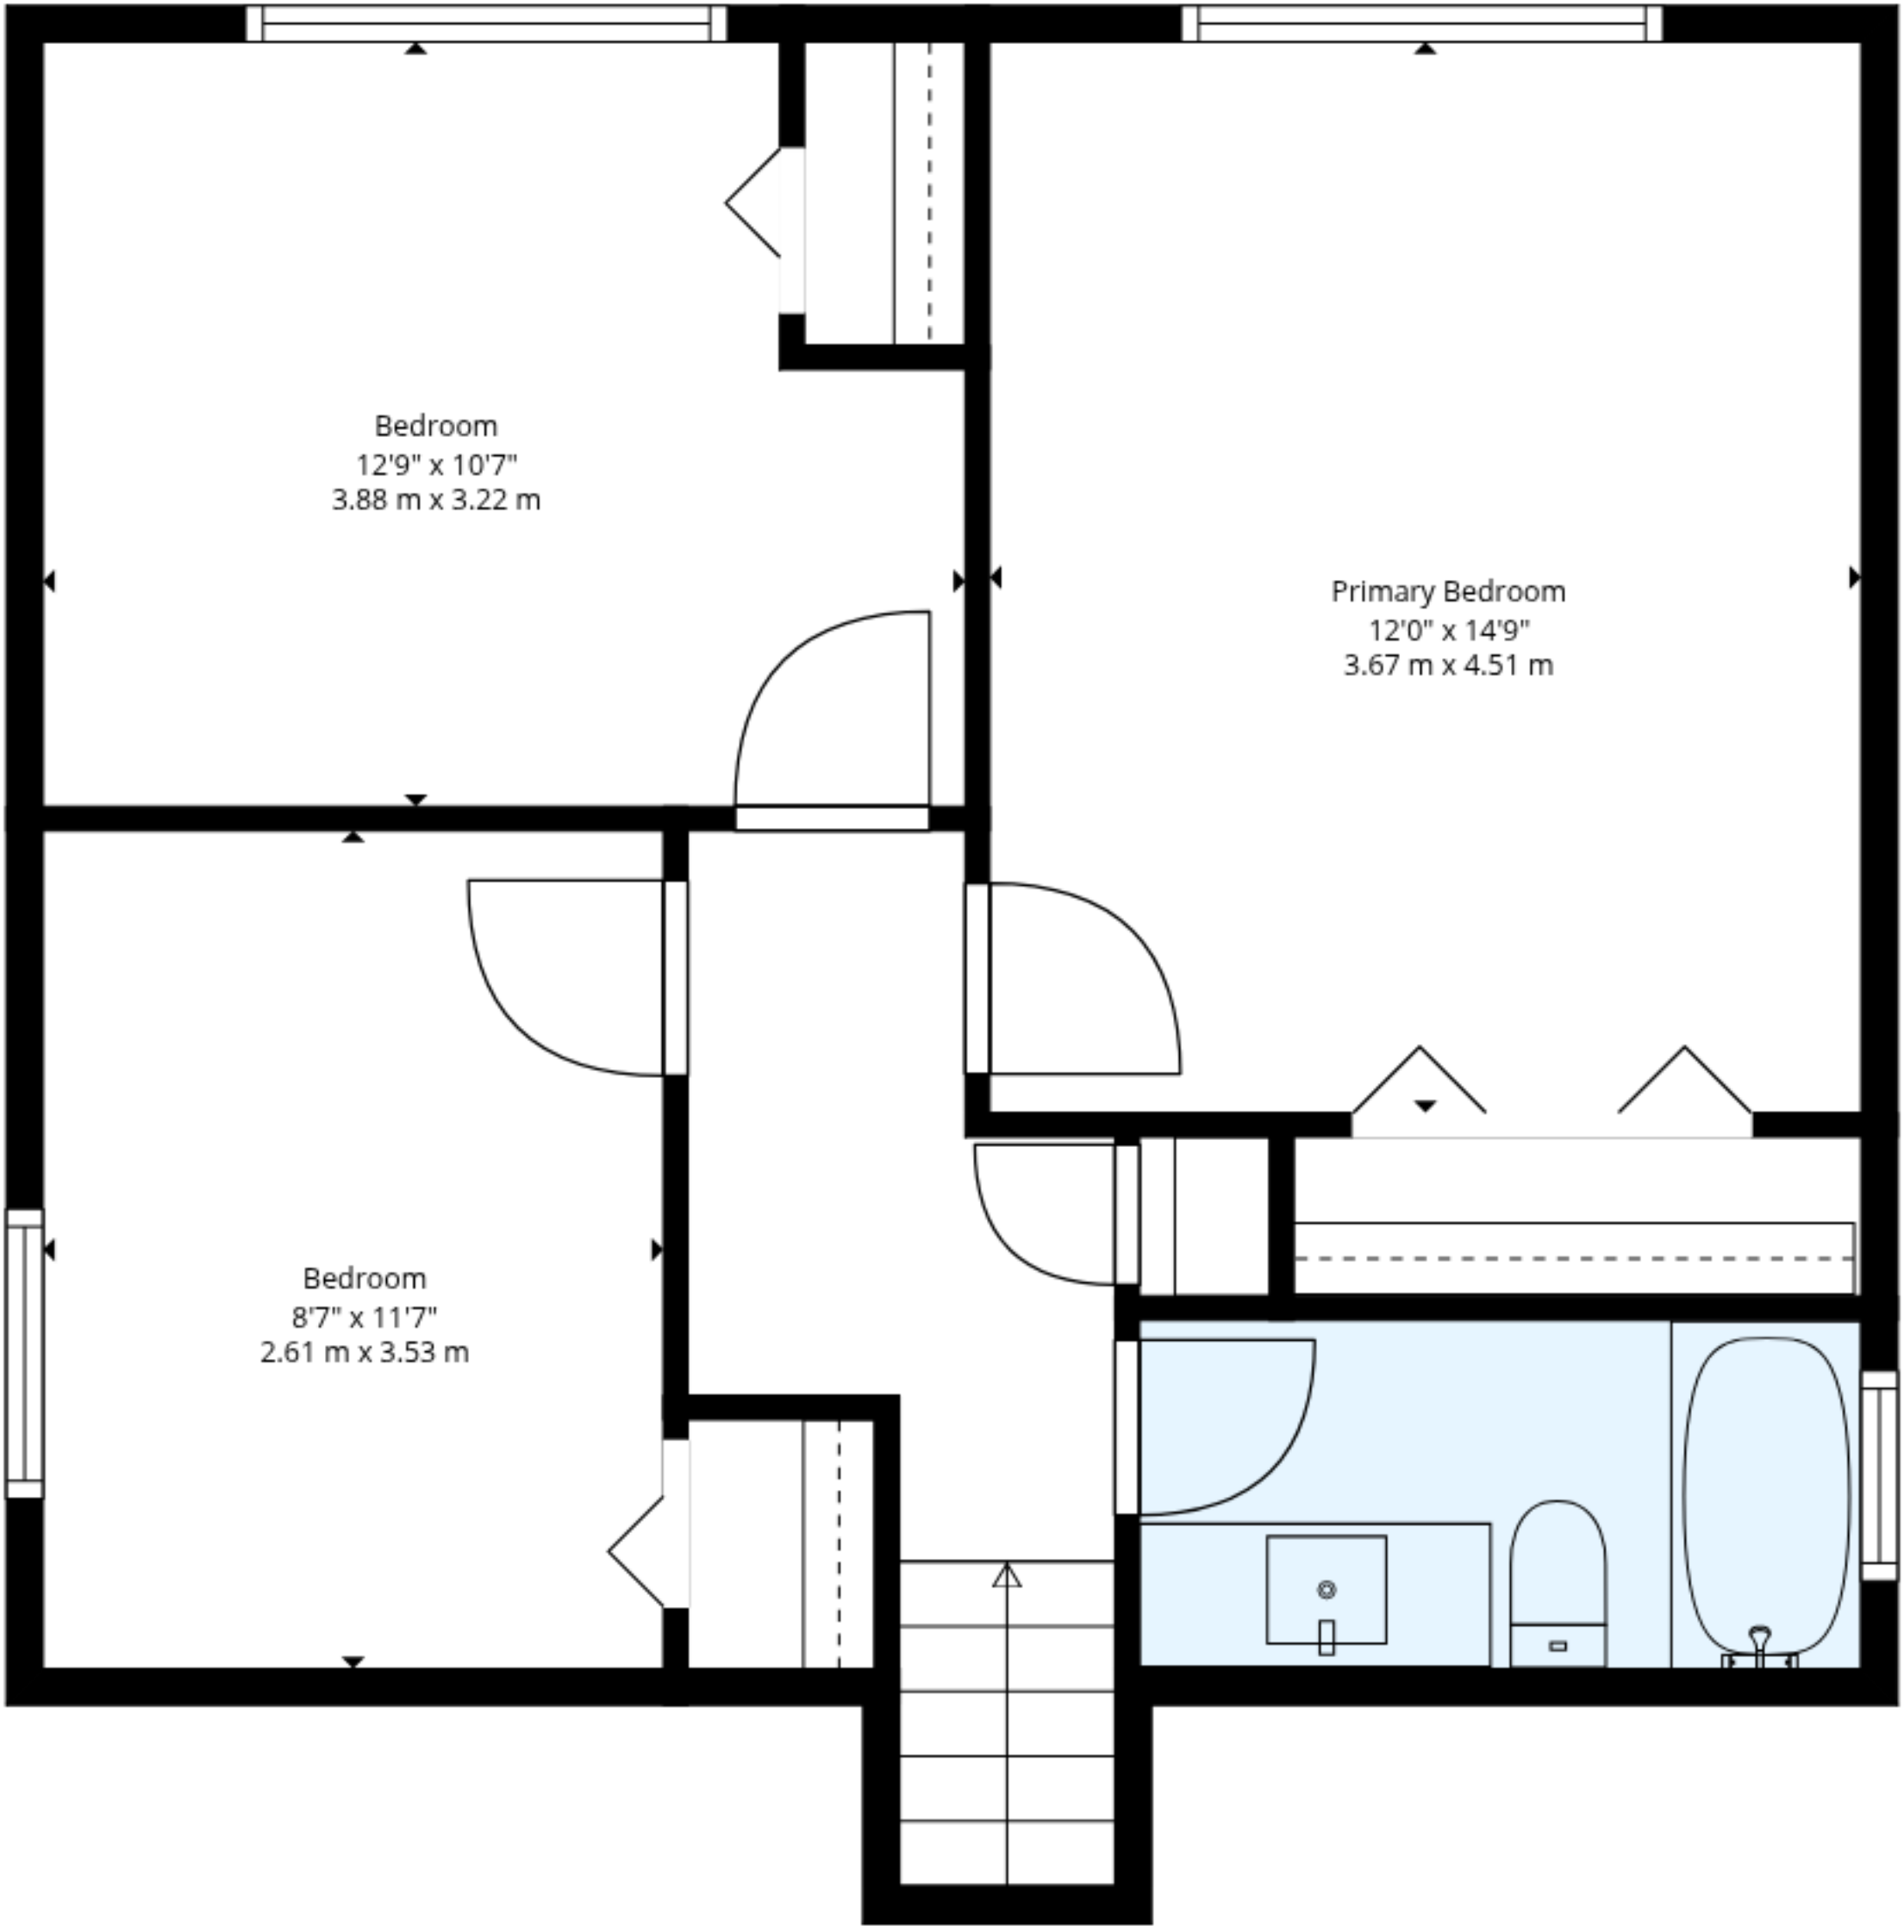 Bedroom
12'9" x 10'7"
3.88 m x 3.22 m
Primary Bedroom
12'0" x 14'9"
3.67 m x 4.51 m
Bedroom
8'7" x 11'7"
2.61 m x 3.53 m